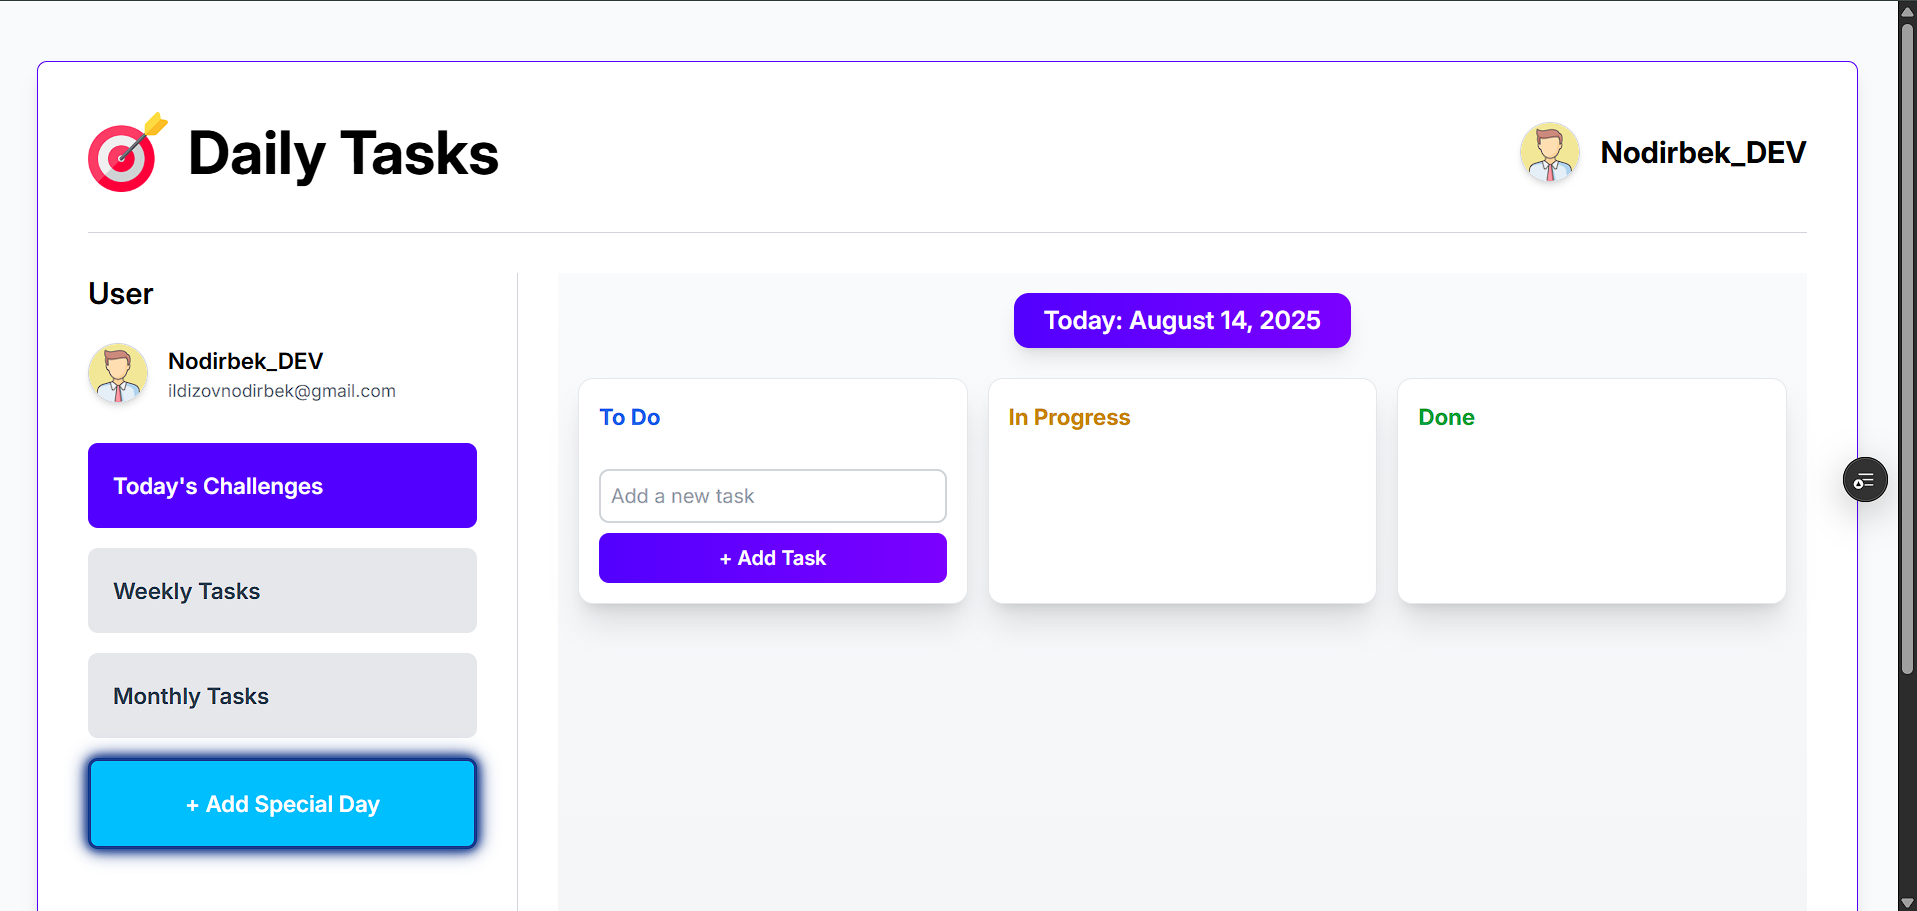 Daily Tasks
Nodirbek_DEV
User
Nodirbek_DEV
ildizovnodirbek@gmail.com
Today's Challenges
Weekly Tasks
Monthly Tasks
+ Add Special Day
Today: August 14, 2025
To Do
Add a new task
+ Add Task
In Progress
Done